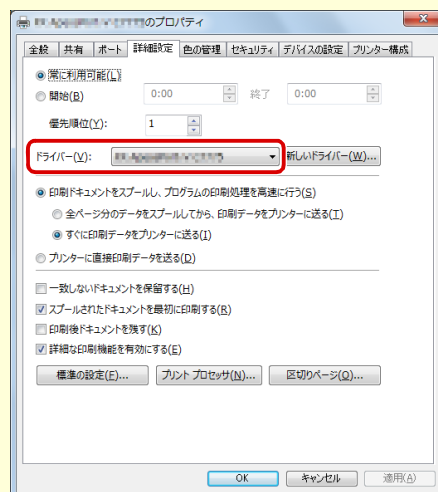 のプロパティ
全般 共有 ポート 詳細設定 色の管理 セキュリティ デバイスの設定 プリンター構成
常に利用可能(L)
開始(B) 0:00 終了 0:00
優先順位(Y): 1
ドライバー(V): 新しいドライバー(W)...
印刷ドキュメントをスプールし、プログラムの印刷処理を高速に行う(S)
全ページ分のデータをスプールしてから、印刷データをプリンターに送る(T)
すぐに印刷データをプリンターに送る(I)
プリンターに直接印刷データを送る(D)
一致しないドキュメントを保留する(H)
スプールされたドキュメントを最初に印刷する(R)
印刷後ドキュメントを残す(K)
詳細な印刷機能を有効にする(E)
標準の設定(F)... プリント プロセッサ(N)... 区切りページ(O)...
OK キャンセル 適用(A)